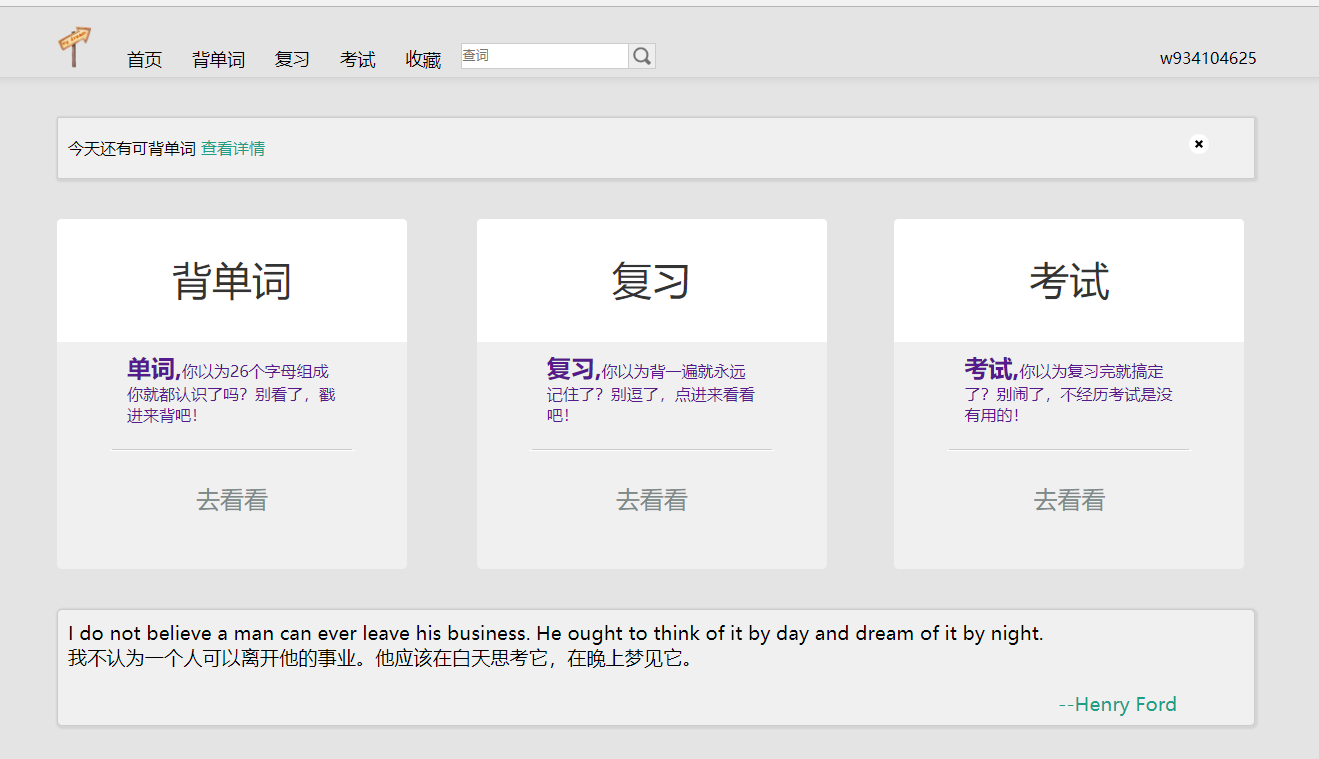 首页 背单词 复习 考试 收藏 查词 w934104625
今天还有可背单词 查看详情
背单词
单词,你以为26个字母组成
你就都认识了吗？别看了，戳
进来背吧！
去看看
复习
复习,你以为背一遍就永远
记住了？别逗了，点进来看看
吧！
去看看
考试
考试,你以为复习完就搞定
了？别闹了，不经历考试是没
有用的！
去看看
I do not believe a man can ever leave his business. He ought to think of it by day and dream of it by night.
我不认为一个人可以离开他的事业。他应该在白天思考它，在晚上梦见它。
--Henry Ford